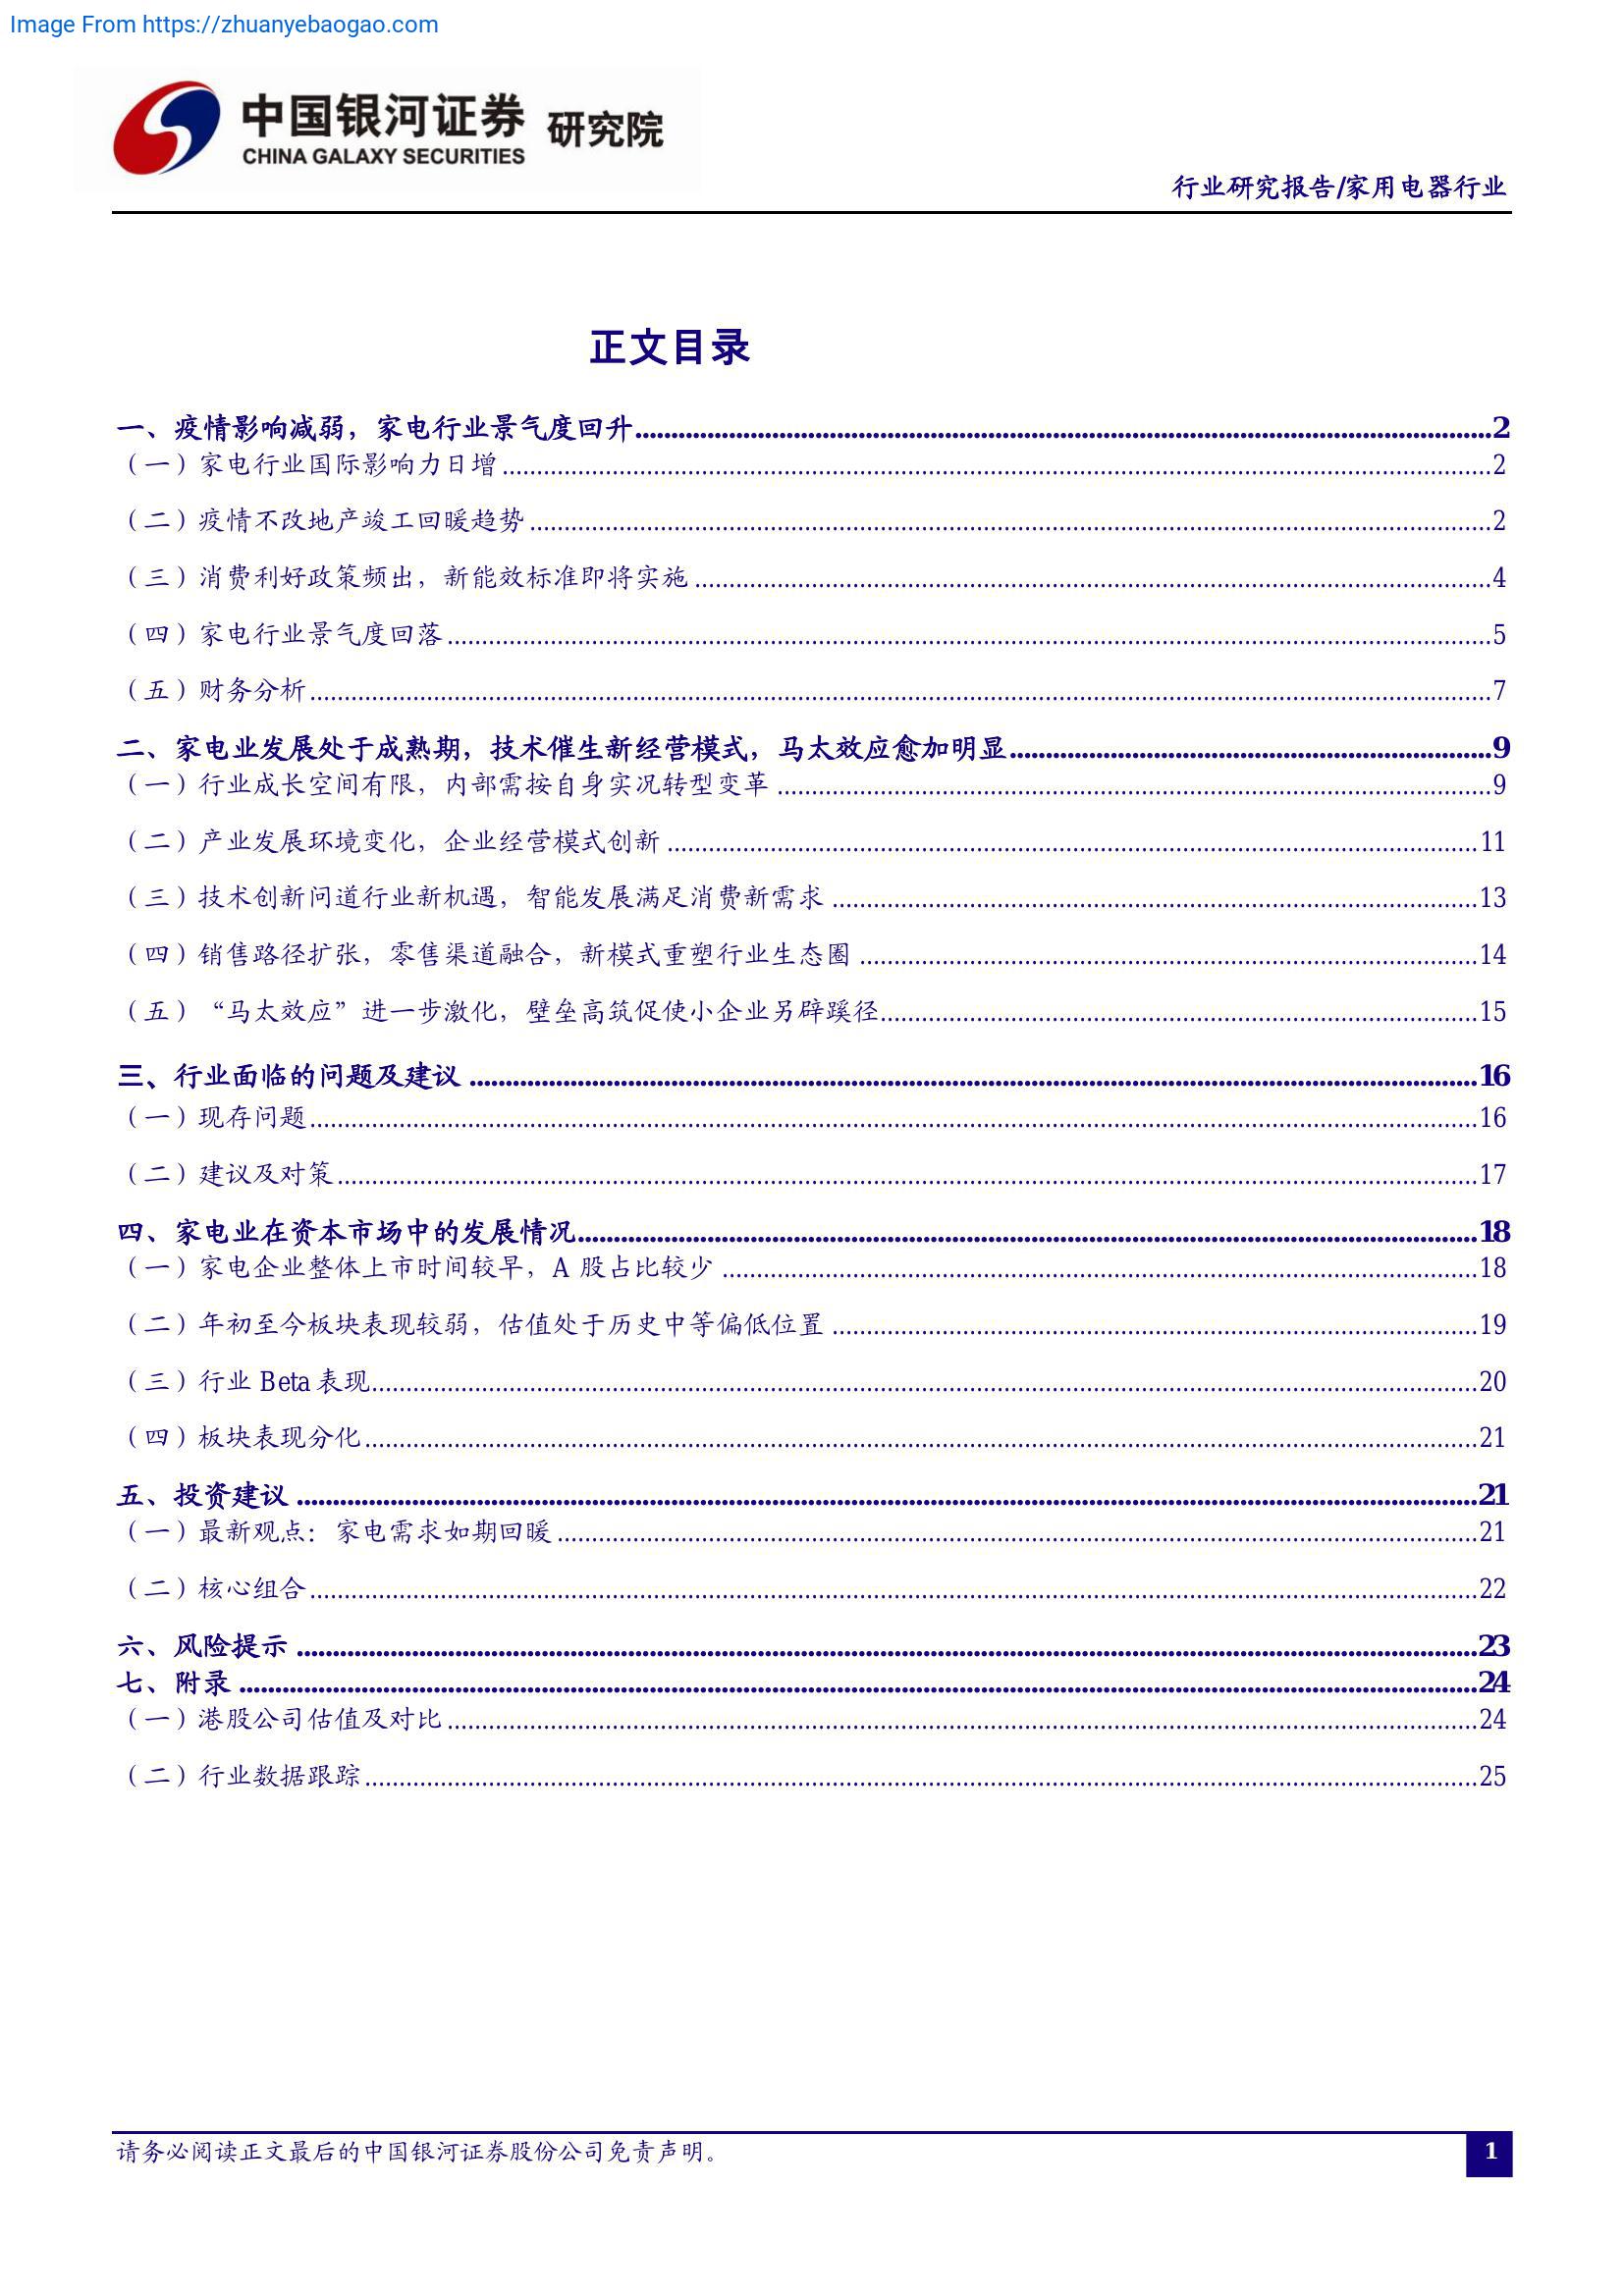 Image From https://zhuanyebaogao.com
中国银河证券 研究院
CHINA GALAXY SECURITIES
行业研究报告/家用电器行业
正文目录
一、疫情影响减弱，家电行业景气度回升 2
（一）家电行业国际影响力日增 2
（二）疫情不改地产竣工回暖趋势 2
（三）消费利好政策频出，新能效标准即将实施 4
（四）家电行业景气度回落 5
（五）财务分析 7
二、家电业发展处于成熟期，技术催生新经营模式，马太效应愈加明显 9
（一）行业成长空间有限，内部需按自身实况转型变革 9
（二）产业发展环境变化，企业经营模式创新 11
（三）技术创新问道行业新机遇，智能发展满足消费新需求 13
（四）销售路径扩张，零售渠道融合，新模式重塑行业生态圈 14
（五）“马太效应”进一步激化，壁垒高筑促使小企业另辟蹊径 15
三、行业面临的问题及建议 16
（一）现存问题 16
（二）建议及对策 17
四、家电业在资本市场中的发展情况 18
（一）家电企业整体上市时间较早，A 股占比较少 18
（二）年初至今板块表现较弱，估值处于历史中等偏低位置 19
（三）行业 Beta 表现 20
（四）板块表现分化 21
五、投资建议 21
（一）最新观点：家电需求如期回暖 21
（二）核心组合 22
六、风险提示 23
七、附录 24
（一）港股公司估值及对比 24
（二）行业数据跟踪 25
请务必阅读正文最后的中国银河证券股份公司免责声明。
1